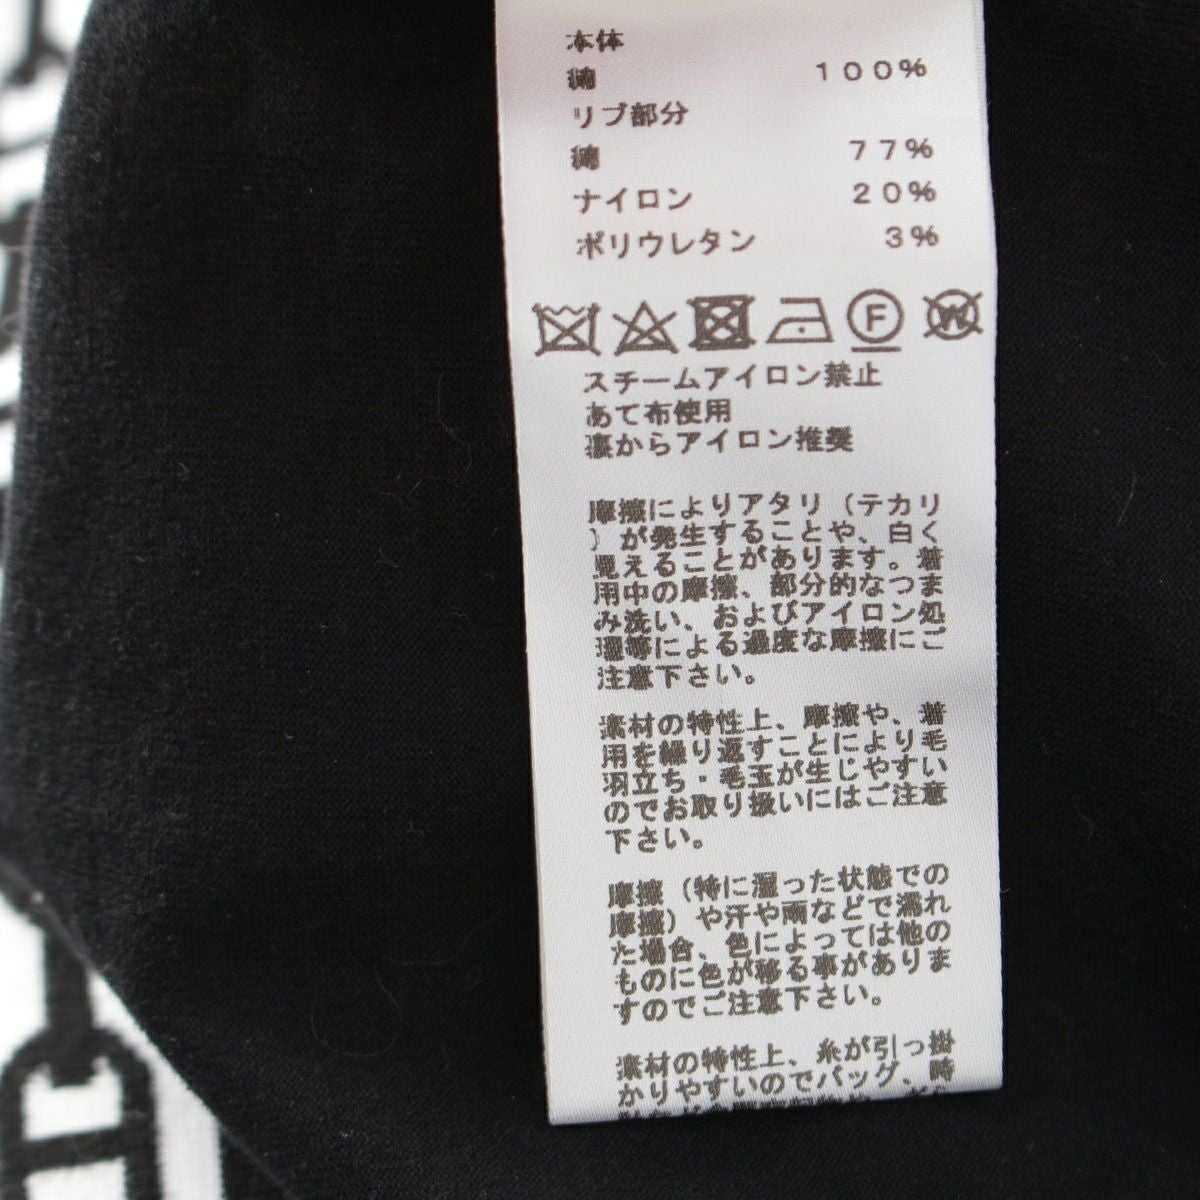 本体
綿 100%
リブ部分
綿 77%
ナイロン 20%
ポリウレタン 3%
F W
スチームアイロン禁止
あて布使用
裏からアイロン推奨
摩擦によりアタリ（テカリ
）が発生することや、白く
見えることがあります。着
用中の摩擦、部分的なつま
み洗い、およびアイロン処
理等による過度な摩擦にご
注意下さい。
素材の特性上、摩擦や、着
用を繰り返すことにより毛
羽立ち・毛玉が生じやすい
のでお取り扱いにはご注意
下さい。
摩擦（特に湿った状態での
摩擦）や汗や雨などで濡れ
た場合、色によっては他の
ものに色が移る事がありま
すのでご注意下さい。
素材の特性上、糸が引っ掛
かりやすいのでバッグ、時